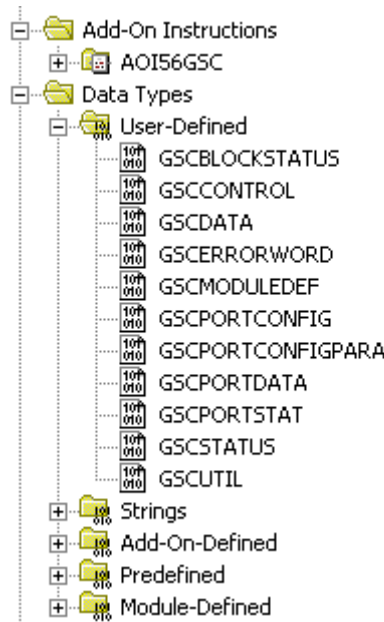 Add-On Instructions
AOI56GSC
Data Types
User-Defined
GSCBLOCKSTATUS
GSCCONTROL
GSCDATA
GSCERRORWORD
GSCMODULEDEF
GSCPORTCONFIG
GSCPORTCONFIGPARA
GSCPORTDATA
GSCPORTSTAT
GSCSTATUS
GSCUTIL
Strings
Add-On-Defined
Predefined
Module-Defined